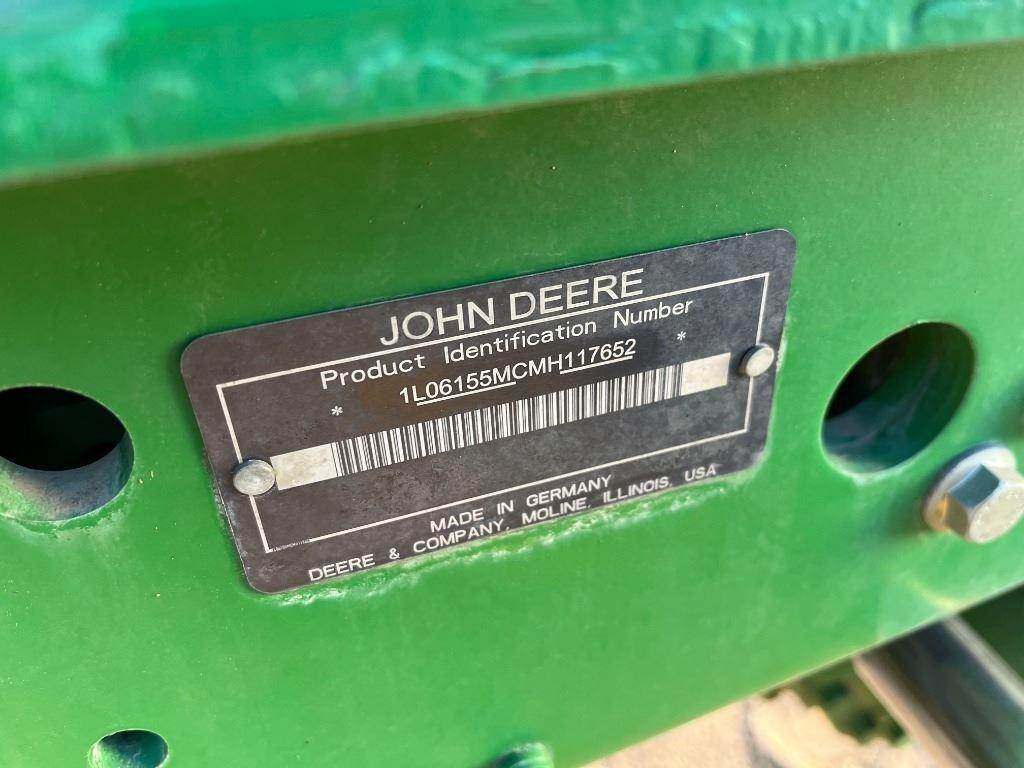 JOHN DEERE
Product Identification Number
* 1L06155MCMH117652 *
MADE IN GERMANY
DEERE & COMPANY, MOLINE, ILLINOIS, USA